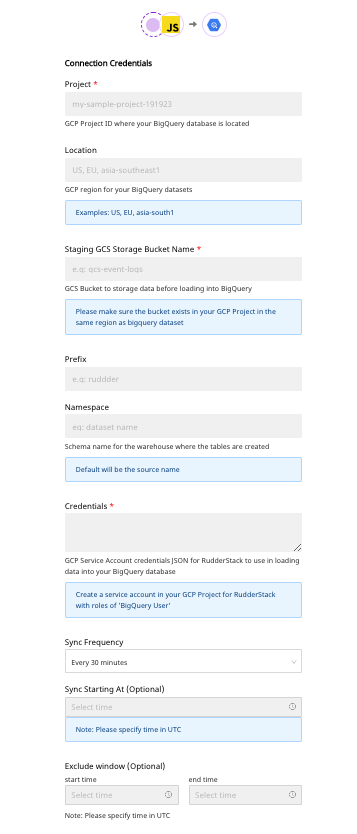 JS
Connection Credentials
Project *
my-sample-project-191923
GCP Project ID where your BigQuery database is located
Location
US, EU, asia-southeast1
GCP region for your BigQuery datasets
Examples: US, EU, asia-south1
Staging GCS Storage Bucket Name *
e.g: gcs-event-logs
GCS Bucket to storage data before loading into BigQuery
Please make sure the bucket exists in your GCP Project in the
same region as bigquery dataset
Prefix
e.g: ruddder
Namespace
eg: dataset name
Schema name for the warehouse where the tables are created
Default will be the source name
Credentials *
GCP Service Account credentials JSON for RudderStack to use in loading
data into your BigQuery database
Create a service account in your GCP Project for RudderStack
with roles of 'BigQuery User'
Sync Frequency
Every 30 minutes
Sync Starting At (Optional)
Select time
Note: Please specify time in UTC
Exclude window (Optional)
start time end time
Select time Select time
Note: Please specify time in UTC